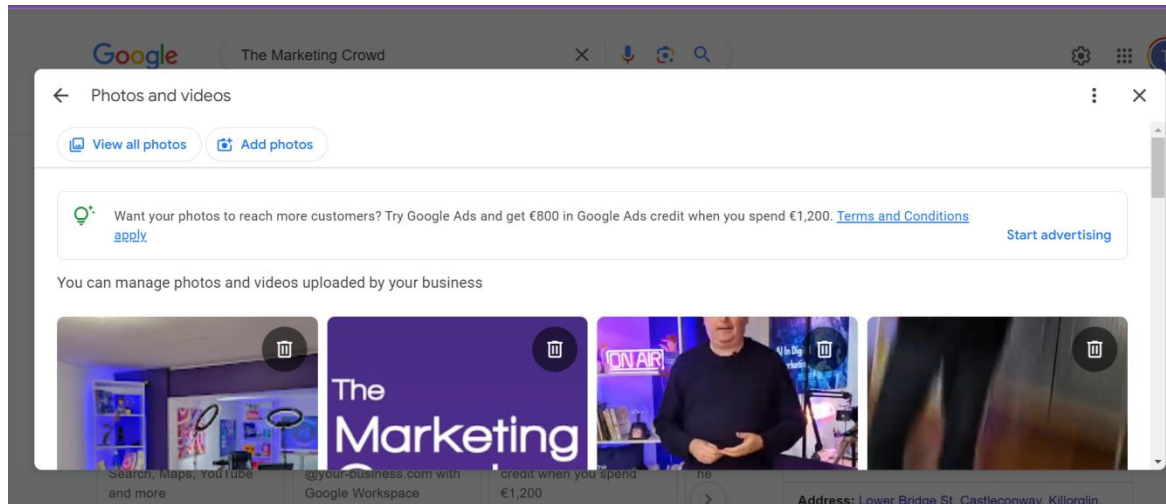 Google
The Marketing Crowd
Photos and videos
View all photos
Add photos
Want your photos to reach more customers? Try Google Ads and get €800 in Google Ads credit when you spend €1,200. Terms and Conditions
apply
Start advertising
You can manage photos and videos uploaded by your business
ON AIR
AI In Dig
The
Marketing
Search, Maps, YouTube
and more
@your-business.com with
Google Workspace
credit when you spend
€1,200
he
Address: Lower Bridge St, Castleconway, Killorglin,